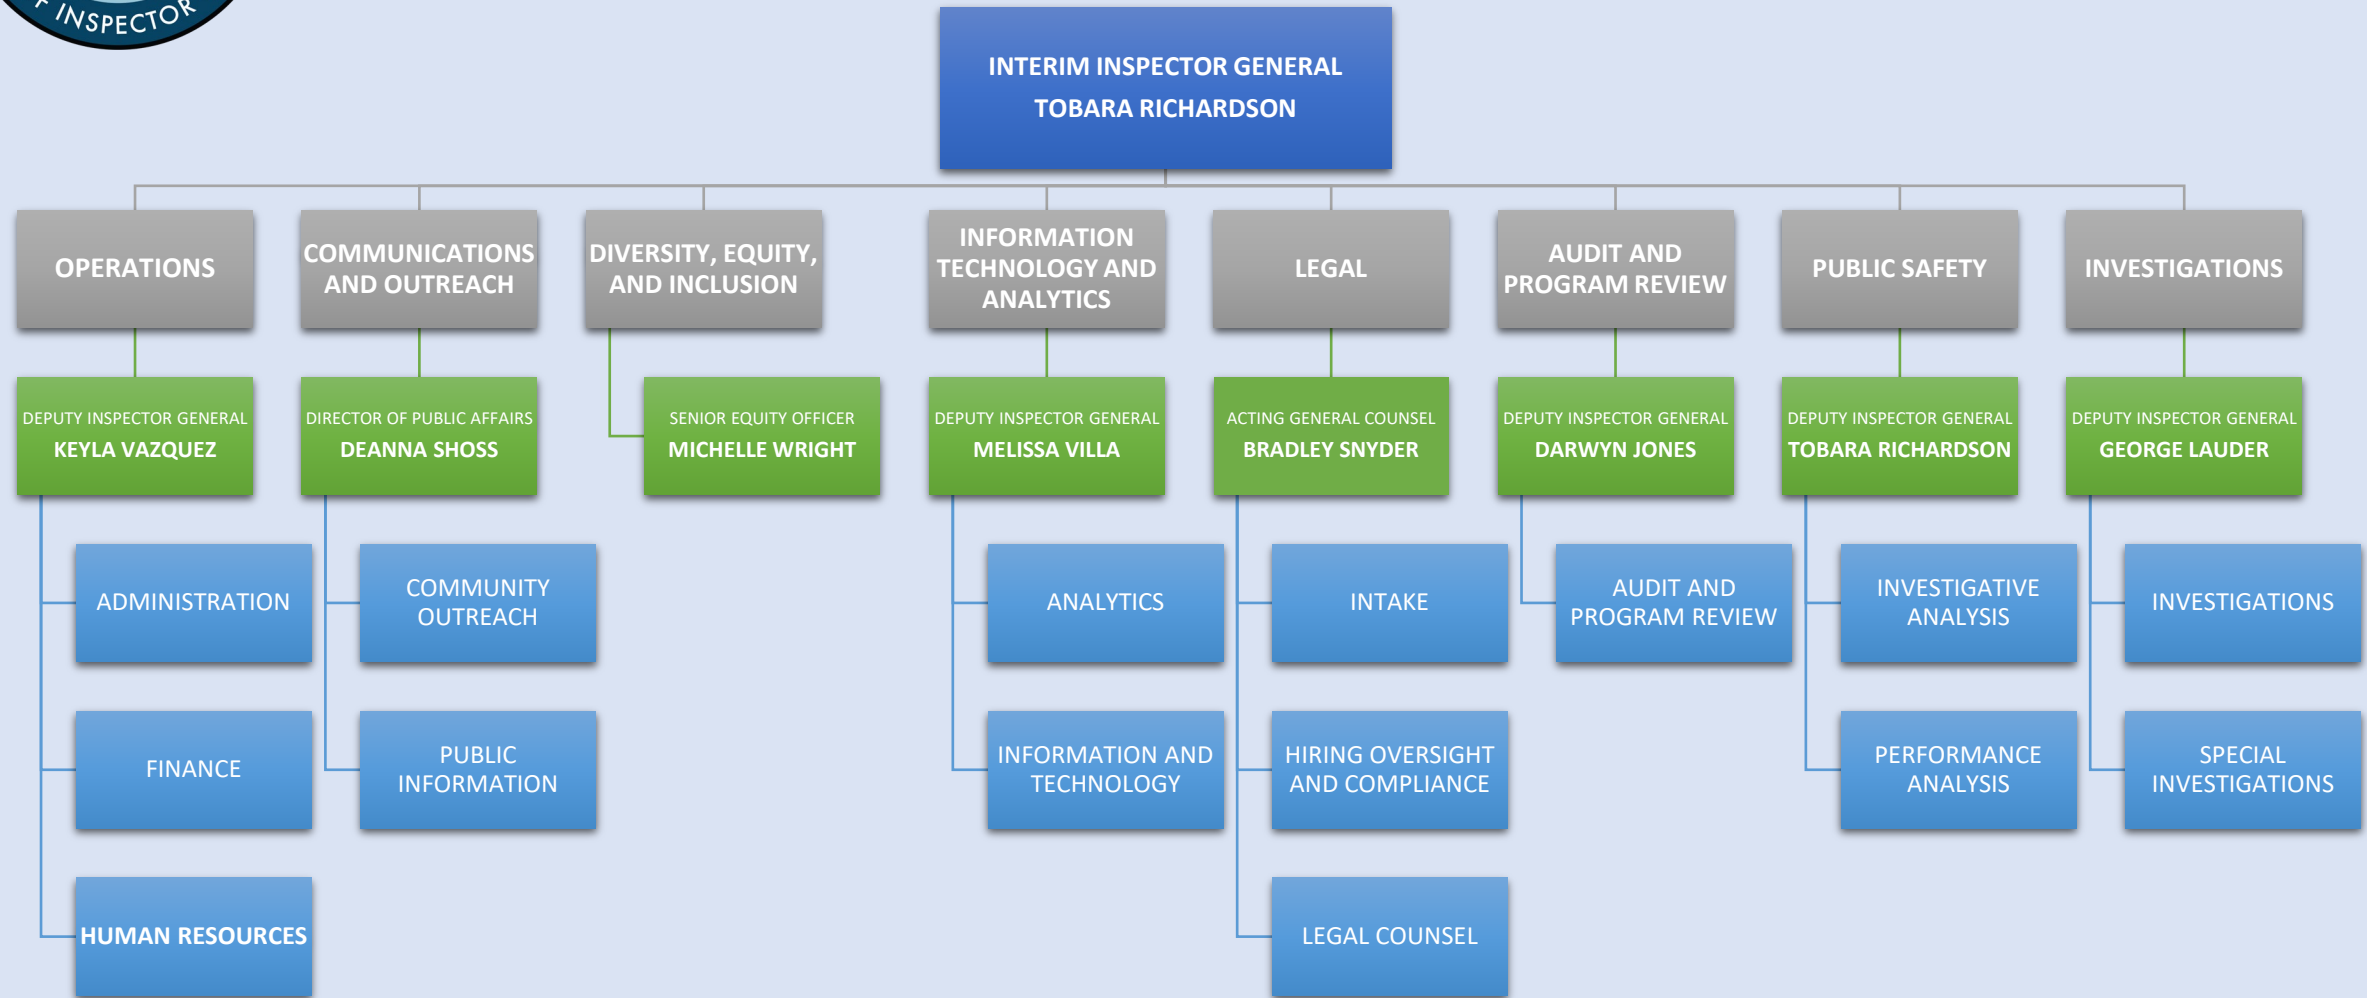 F INSPECTOR
INTERIM INSPECTOR GENERAL
TOBARA RICHARDSON
OPERATIONS
COMMUNICATIONS
AND OUTREACH
DIVERSITY, EQUITY,
AND INCLUSION
INFORMATION
TECHNOLOGY AND
ANALYTICS
LEGAL
AUDIT AND
PROGRAM REVIEW
PUBLIC SAFETY
INVESTIGATIONS
DEPUTY INSPECTOR GENERAL
KEYLA VAZQUEZ
DIRECTOR OF PUBLIC AFFAIRS
DEANNA SHOSS
SENIOR EQUITY OFFICER
MICHELLE WRIGHT
DEPUTY INSPECTOR GENERAL
MELISSA VILLA
ACTING GENERAL COUNSEL
BRADLEY SNYDER
DEPUTY INSPECTOR GENERAL
DARWYN JONES
DEPUTY INSPECTOR GENERAL
TOBARA RICHARDSON
DEPUTY INSPECTOR GENERAL
GEORGE LAUDER
ADMINISTRATION
COMMUNITY
OUTREACH
ANALYTICS
INTAKE
AUDIT AND
PROGRAM REVIEW
INVESTIGATIVE
ANALYSIS
INVESTIGATIONS
FINANCE
PUBLIC
INFORMATION
INFORMATION AND
TECHNOLOGY
HIRING OVERSIGHT
AND COMPLIANCE
PERFORMANCE
ANALYSIS
SPECIAL
INVESTIGATIONS
HUMAN RESOURCES
LEGAL COUNSEL